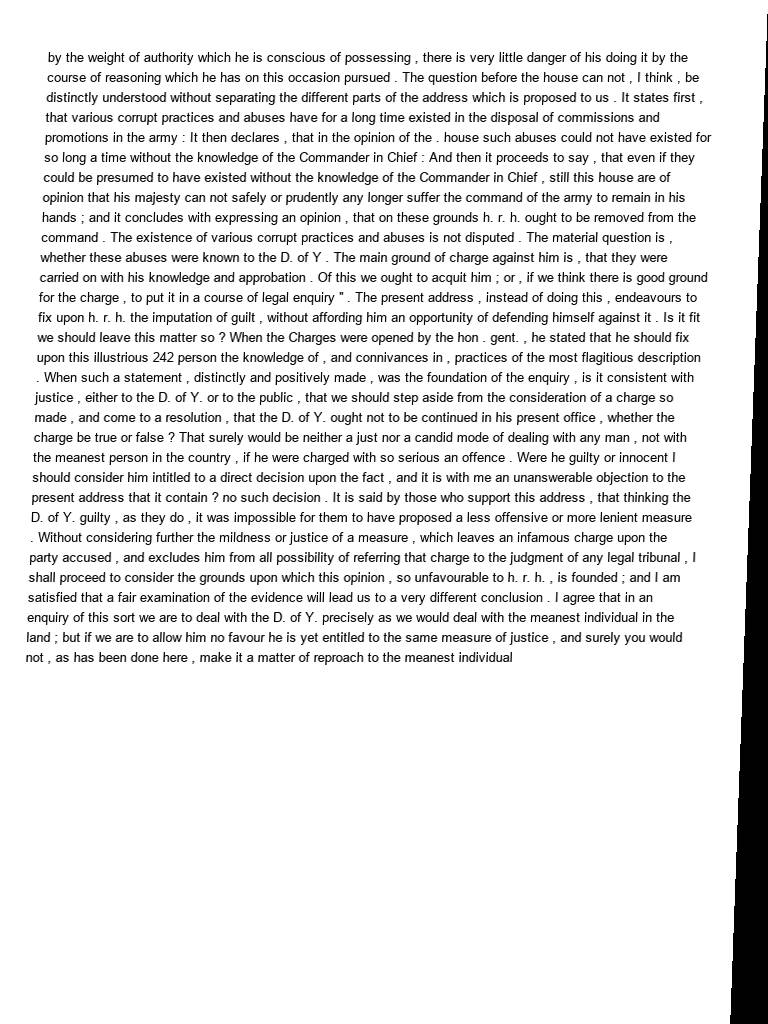 by the weight of authority which he is conscious of possessing , there is very little danger of his doing it by the
course of reasoning which he has on this occasion pursued . The question before the house can not , I think , be
distinctly understood without separating the different parts of the address which is proposed to us . It states first ,
that various corrupt practices and abuses have for a long time existed in the disposal of commissions and
promotions in the army : It then declares , that in the opinion of the . house such abuses could not have existed for
so long a time without the knowledge of the Commander in Chief : And then it proceeds to say , that even if they
could be presumed to have existed without the knowledge of the Commander in Chief , still this house are of
opinion that his majesty can not safely or prudently any longer suffer the command of the army to remain in his
hands ; and it concludes with expressing an opinion , that on these grounds h. r. h. ought to be removed from the
command . The existence of various corrupt practices and abuses is not disputed . The material question is ,
whether these abuses were known to the D. of Y . The main ground of charge against him is , that they were
carried on with his knowledge and approbation . Of this we ought to acquit him ; or , if we think there is good ground
for the charge , to put it in a course of legal enquiry " . The present address , instead of doing this , endeavours to
fix upon h. r. h. the imputation of guilt , without affording him an opportunity of defending himself against it . Is it fit
we should leave this matter so ? When the Charges were opened by the hon . gent. , he stated that he should fix
upon this illustrious 242 person the knowledge of , and connivances in , practices of the most flagitious description
. When such a statement , distinctly and positively made , was the foundation of the enquiry , is it consistent with
justice , either to the D. of Y. or to the public , that we should step aside from the consideration of a charge so
made , and come to a resolution , that the D. of Y. ought not to be continued in his present office , whether the
charge be true or false ? That surely would be neither a just nor a candid mode of dealing with any man , not with
the meanest person in the country , if he were charged with so serious an offence . Were he guilty or innocent I
should consider him intitled to a direct decision upon the fact , and it is with me an unanswerable objection to the
present address that it contain ? no such decision . It is said by those who support this address , that thinking the
D. of Y. guilty , as they do , it was impossible for them to have proposed a less offensive or more lenient measure
. Without considering further the mildness or justice of a measure , which leaves an infamous charge upon the
party accused , and excludes him from all possibility of referring that charge to the judgment of any legal tribunal , I
shall proceed to consider the grounds upon which this opinion , so unfavourable to h. r. h. , is founded ; and I am
satisfied that a fair examination of the evidence will lead us to a very different conclusion . I agree that in an
enquiry of this sort we are to deal with the D. of Y. precisely as we would deal with the meanest individual in the
land ; but if we are to allow him no favour he is yet entitled to the same measure of justice , and surely you would
not , as has been done here , make it a matter of reproach to the meanest individual